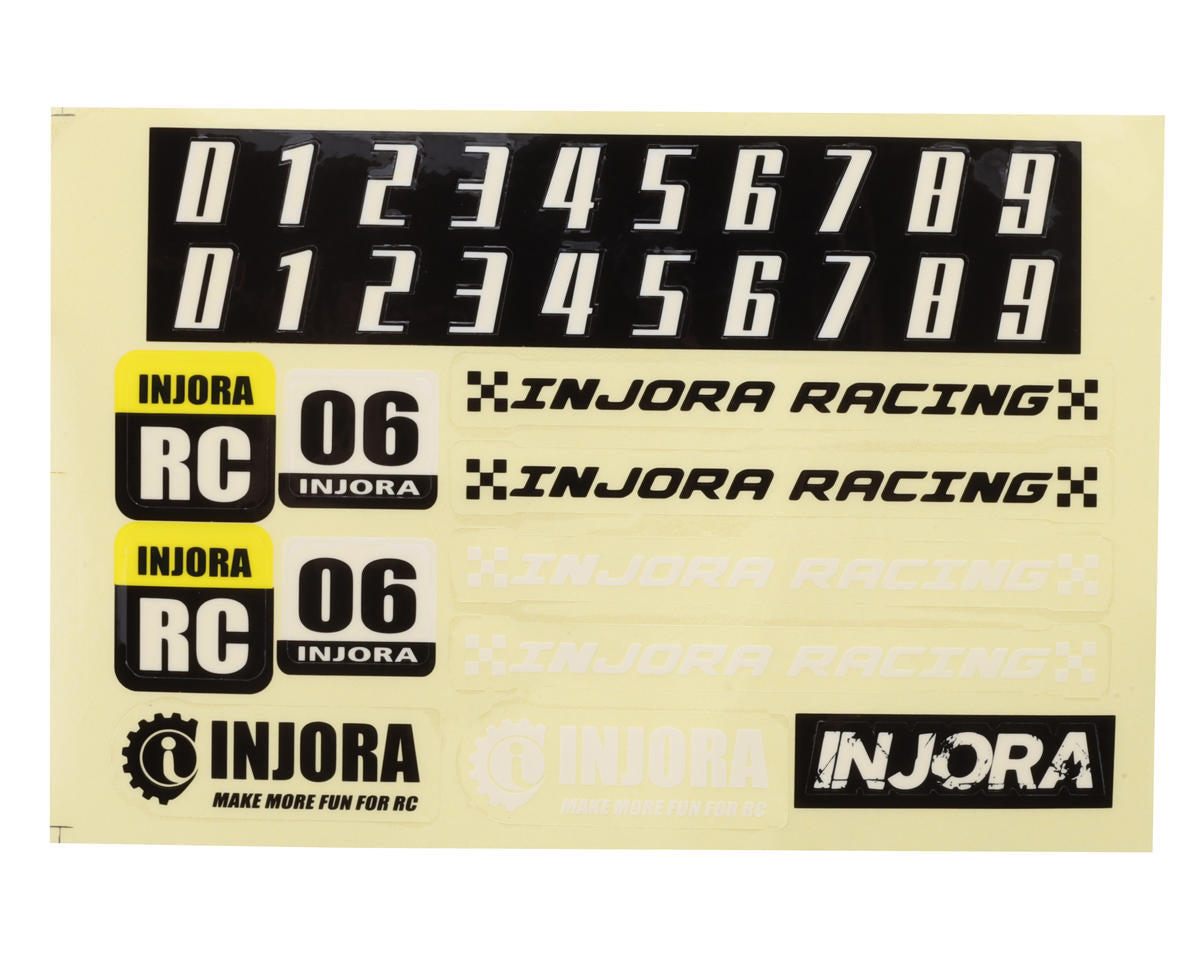 0 1 2 3 4 5 6 7 8 9
0 1 2 3 4 5 6 7 8 9
INJORA
RC
06
INJORA
INJORA RACING
INJORA RACING
INJORA
RC
06
INJORA
INJORA RACING
INJORA RACING
i INJORA
MAKE MORE FUN FOR RC
i INJORA
MAKE MORE FUN FOR RC
INJORA